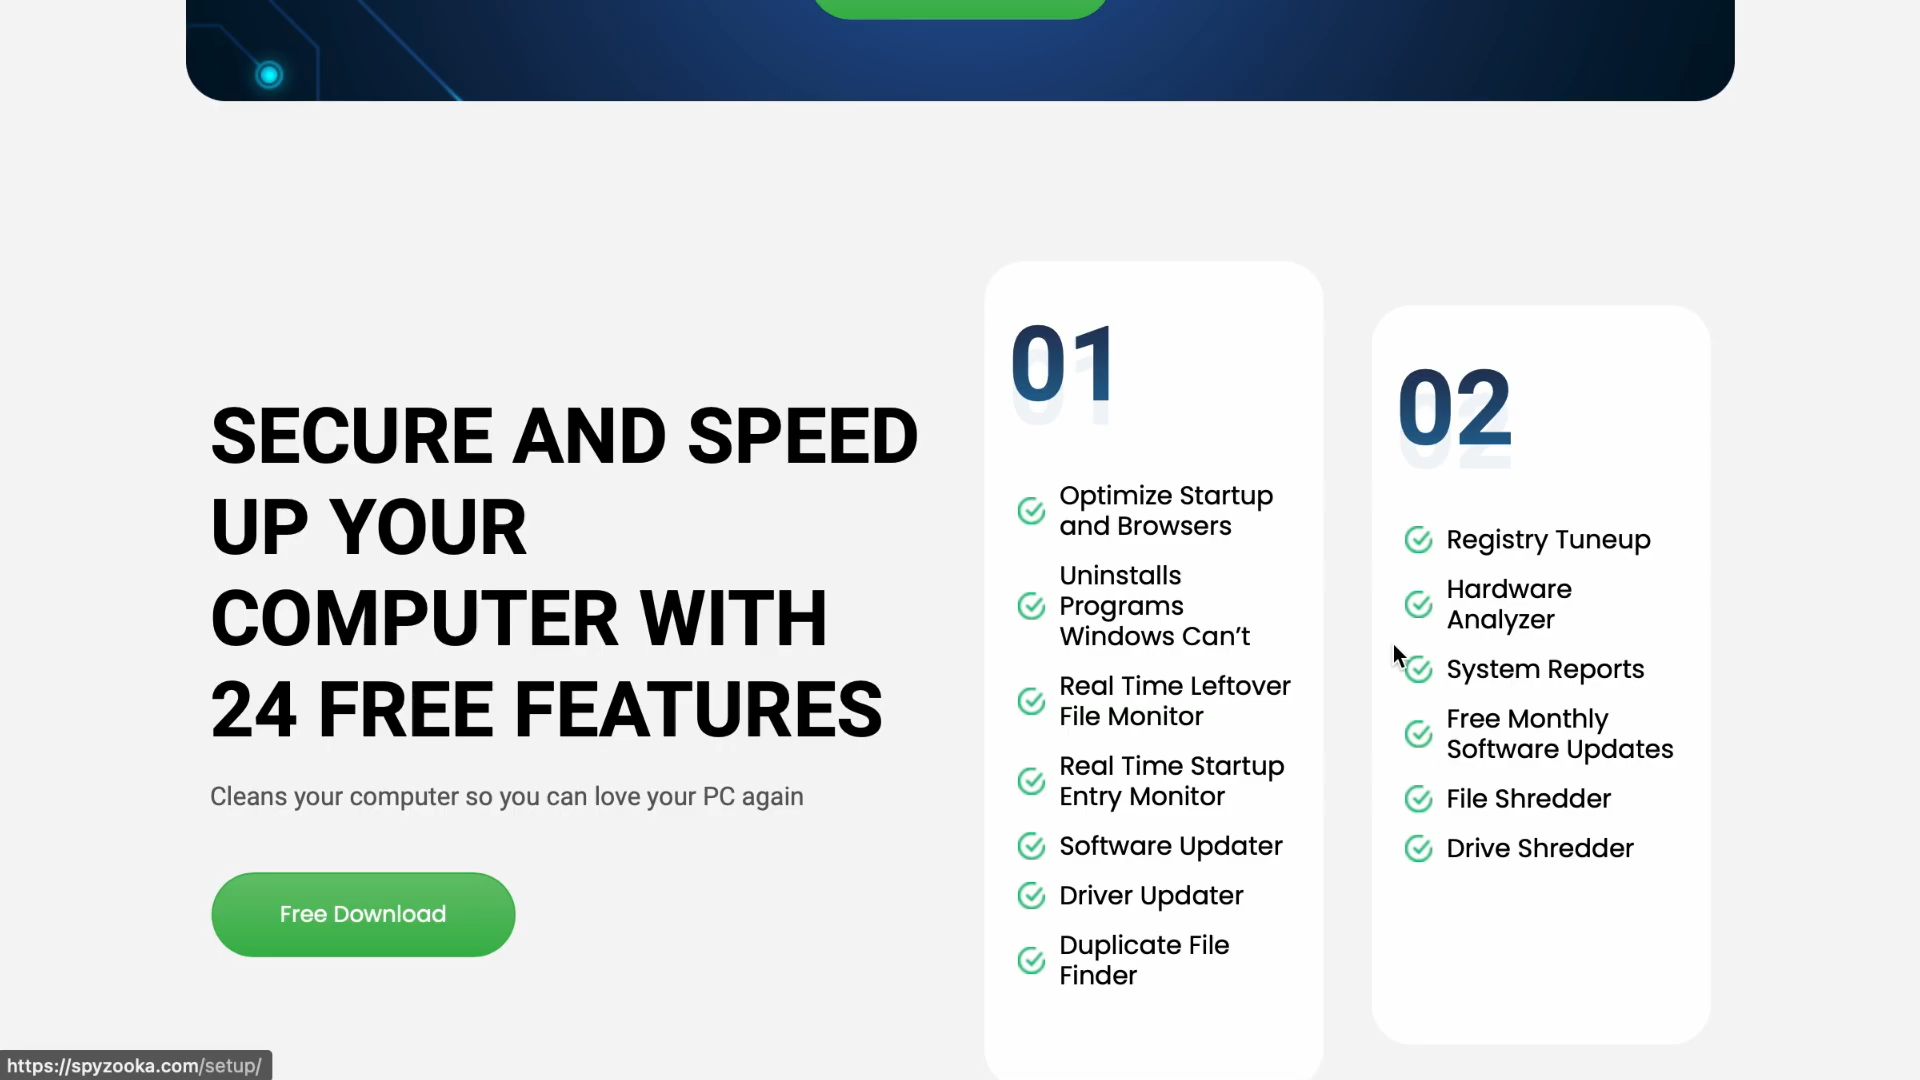 SECURE AND SPEED
UP YOUR
COMPUTER WITH
24 FREE FEATURES
Cleans your computer so you can love your PC again
Free Download
01
Optimize Startup
and Browsers
Uninstalls
Programs
Windows Can’t
Real Time Leftover
File Monitor
Real Time Startup
Entry Monitor
Software Updater
Driver Updater
Duplicate File
Finder
02
Registry Tuneup
Hardware
Analyzer
System Reports
Free Monthly
Software Updates
File Shredder
Drive Shredder
https://spyzooka.com/setup/